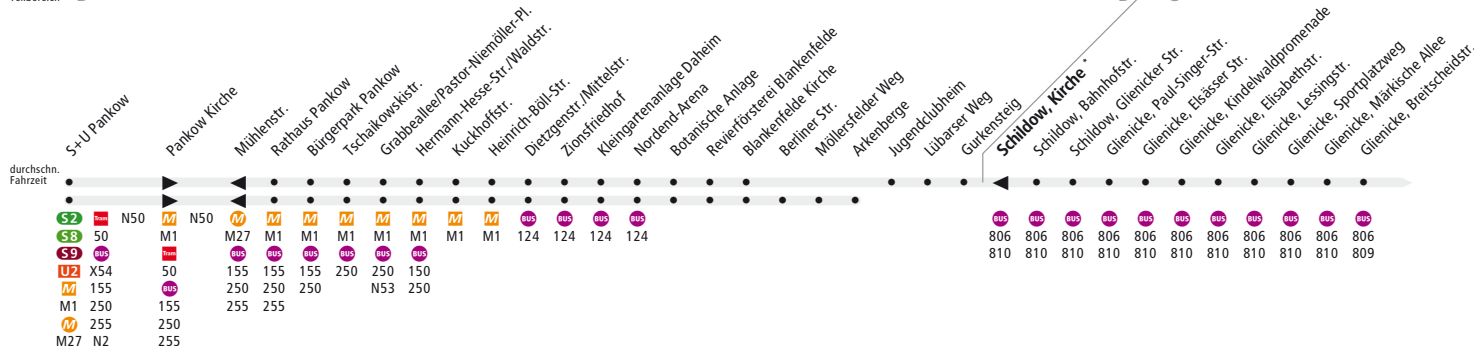 S+U Pankow
Pankow Kirche
Mühlenstr.
Rathaus Pankow
Bürgerpark Pankow
Tschaikowskistr.
Grabbeallee/Pastor-Niemöller-Pl.
Hermann-Hesse-Str./Waldstr.
Kuckhoffstr.
Heinrich-Böll-Str.
Dietzgenstr./Mittelstr.
Zionsfriedhof
Kleingartenanlage Daheim
Nordend-Arena
Botanische Anlage
Revierförsterei Blankenfelde
Blankenfelde Kirche
Berliner Str.
Möllersfelder Weg
Arkenberge
Jugendclubheim
Lübarser Weg
Gurkensteig
Schildow, Kirche *
Schildow, Bahnhofstr.
Schildow, Glienicker Str.
Glienicke, Paul-Singer-Str.
Glienicke, Elsässer Str.
Glienicke, Kindelwaldpromenade
Glienicke, Elisabethstr.
Glienicke, Lessingstr.
Glienicke, Sportplatzweg
Glienicke, Märkische Allee
Glienicke, Breitscheidstr.
durchschn.
Fahrzeit
S2 Tram N50 M N50 M M M M M M M M BUS BUS BUS BUS BUS BUS BUS BUS BUS BUS BUS BUS BUS BUS BUS
S8 50 M1 M27 M1 M1 M1 M1 M1 M1 M1 124 124 124 124 806 806 806 806 806 806 806 806 806 806 806
S9 BUS Tram BUS BUS BUS BUS BUS BUS 810 810 810 810 810 810 810 810 810 810 809
U2 X54 50 155 155 155 250 250 150
M 155 BUS 250 250 250 N53 250
M1 250 155 255 255
M 255 250
M27 N2 255